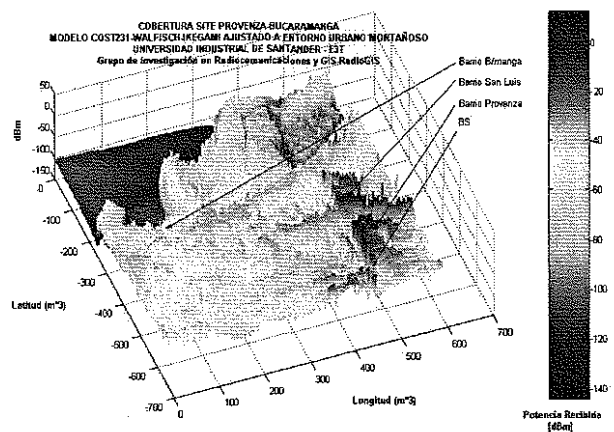 COBERTURA SITE PROVENZA-BUCARAMANGA
MODELO COST231-WALFISCH-IKEGAMI AJUSTADO A ENTORNO URBANO MONTAÑOSO
UNIVERSIDAD INDUSTRIAL DE SANTANDER - E3T
Grupo de Investigación en Radiocomunicaciones y GIS.RadioGIS
Barrio B/manga
Barrio San Luis
Barrio Provenza
BS
dBm
50
0
-50
-100
-150
0
-100
-200
-300
-400
-500
-600
-700
Latitud (m*3)
0
100
200
300
400
500
600
700
Longitud (m*3)
0
-20
-40
-60
-80
-100
-120
-140
Potencia Recibida
[dBm]